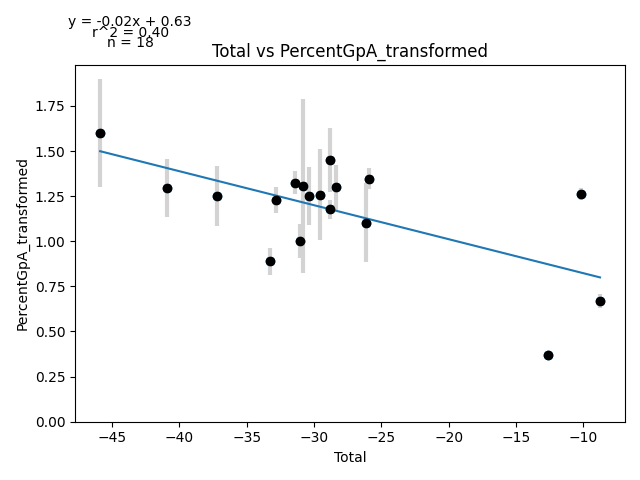 y = -0.02x + 0.63
r^2 = 0.40
n = 18
Total vs PercentGpA_transformed
PercentGpA_transformed
1.75
1.50
1.25
1.00
0.75
0.50
0.25
0.00
−45
−40
−35
−30
−25
−20
−15
−10
Total